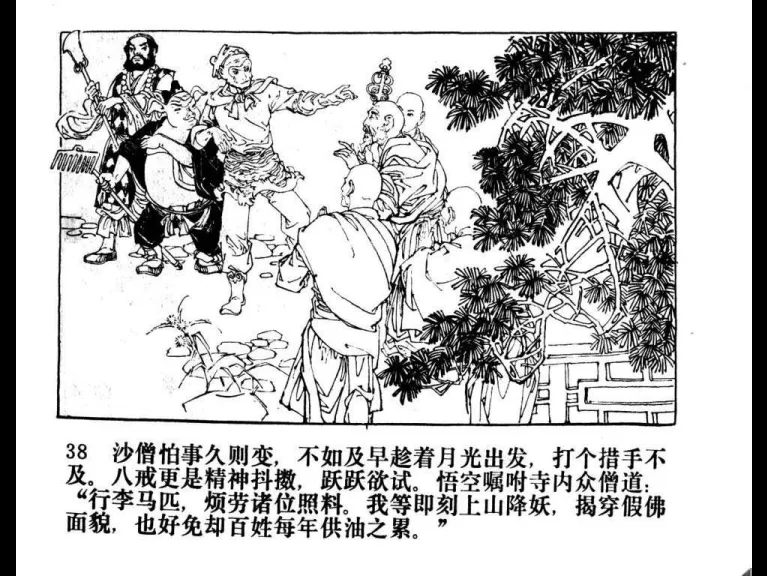 38 沙僧怕事久则变，不如及早趁着月光出发，打个措手不
及。八戒更是精神抖擞，跃跃欲试。悟空嘱咐寺内众僧道：
“行李马匹，烦劳诸位照料。我等即刻上山降妖，揭穿假佛
面貌，也好免却百姓每年供油之累。”